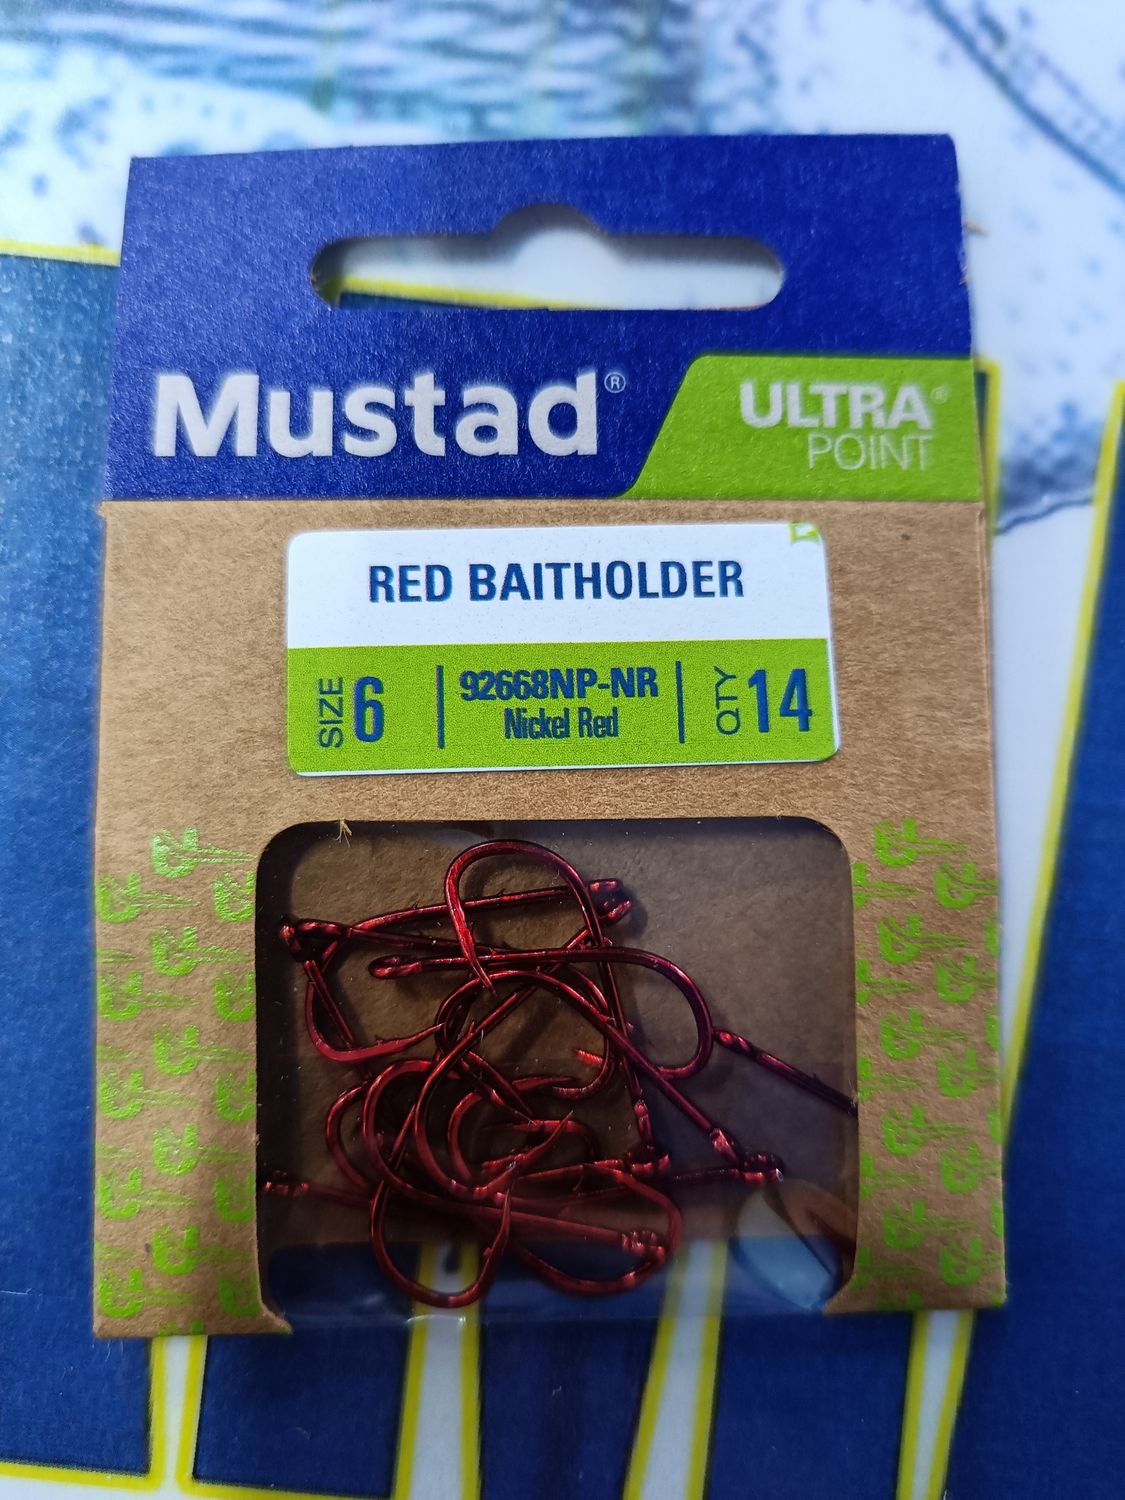 Mustad®
ULTRA®
POINT
RED BAITHOLDER
SIZE 6
92668NP-NR
Nickel Red
QTY 14